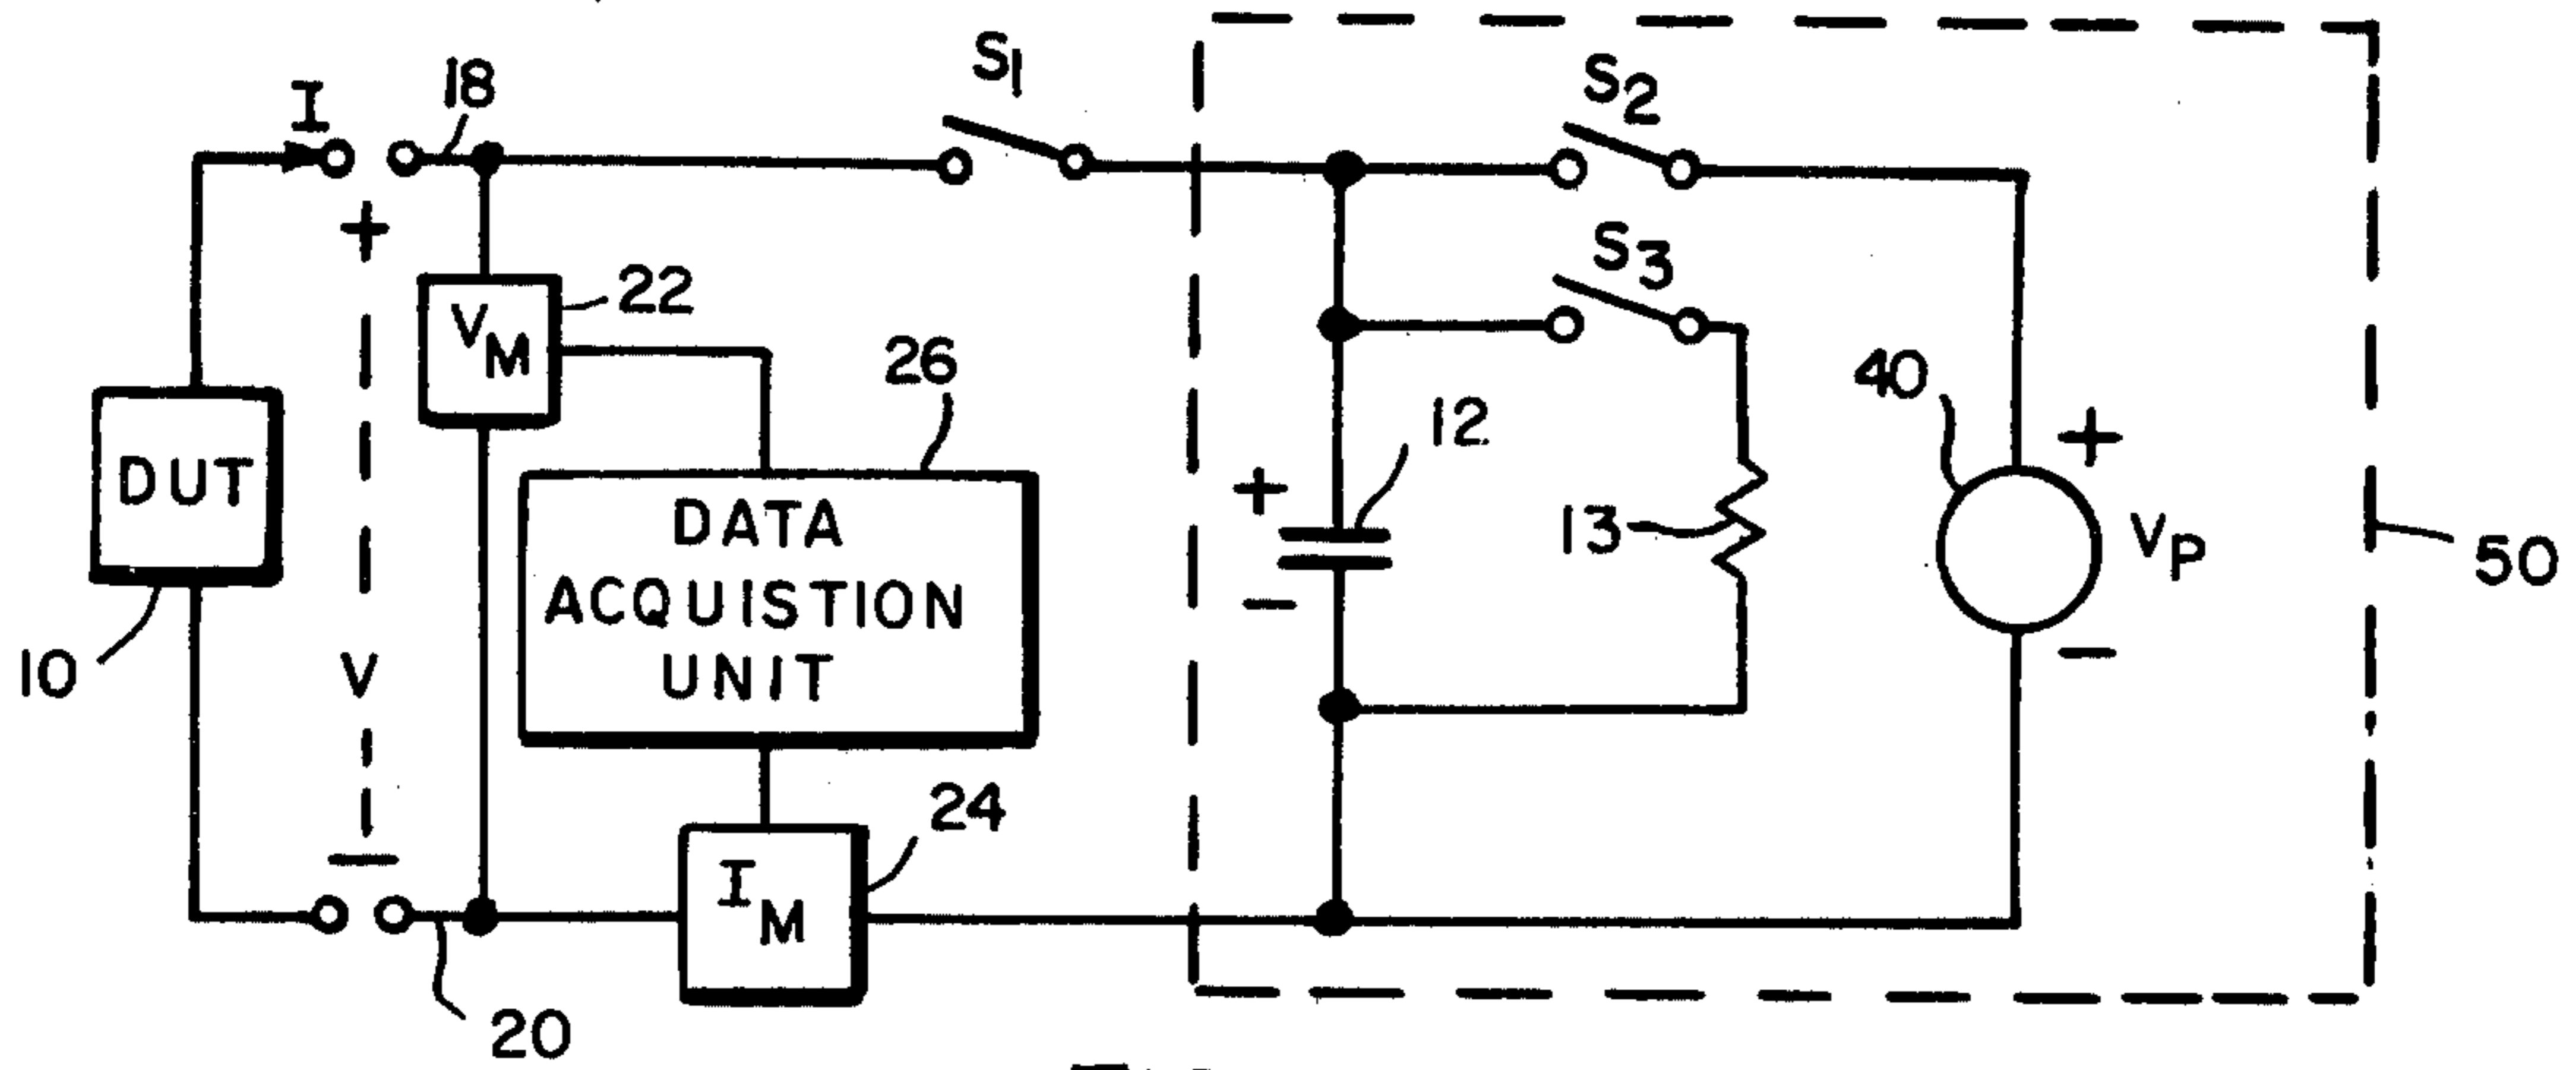 S1
S2
I
18
S3
22
VM
26
40
+
+
12
+
DUT
DATA
ACQUISTION
UNIT
13
VP
50
−
−
10
V
24
IM
−
20